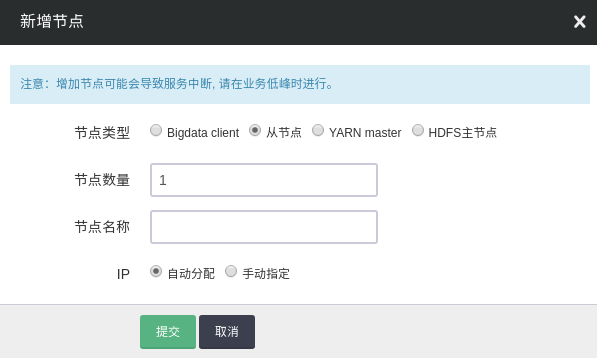 新增节点
注意：增加节点可能会导致服务中断, 请在业务低峰时进行。
节点类型 Bigdata client 从节点 YARN master HDFS主节点
节点数量 1
节点名称
IP 自动分配 手动指定
提交 取消